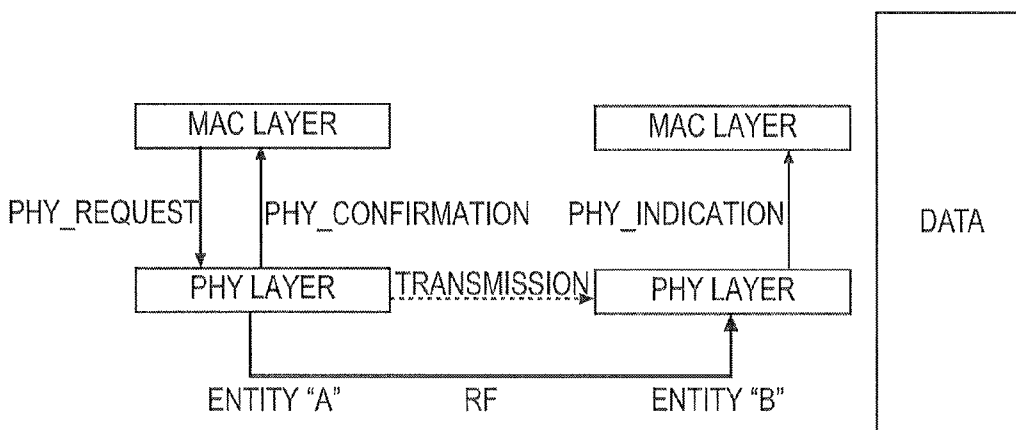 MAC LAYER
MAC LAYER
PHY_REQUEST
PHY_CONFIRMATION
PHY_INDICATION
DATA
PHY LAYER
TRANSMISSION
PHY LAYER
ENTITY “A”
RF
ENTITY “B”